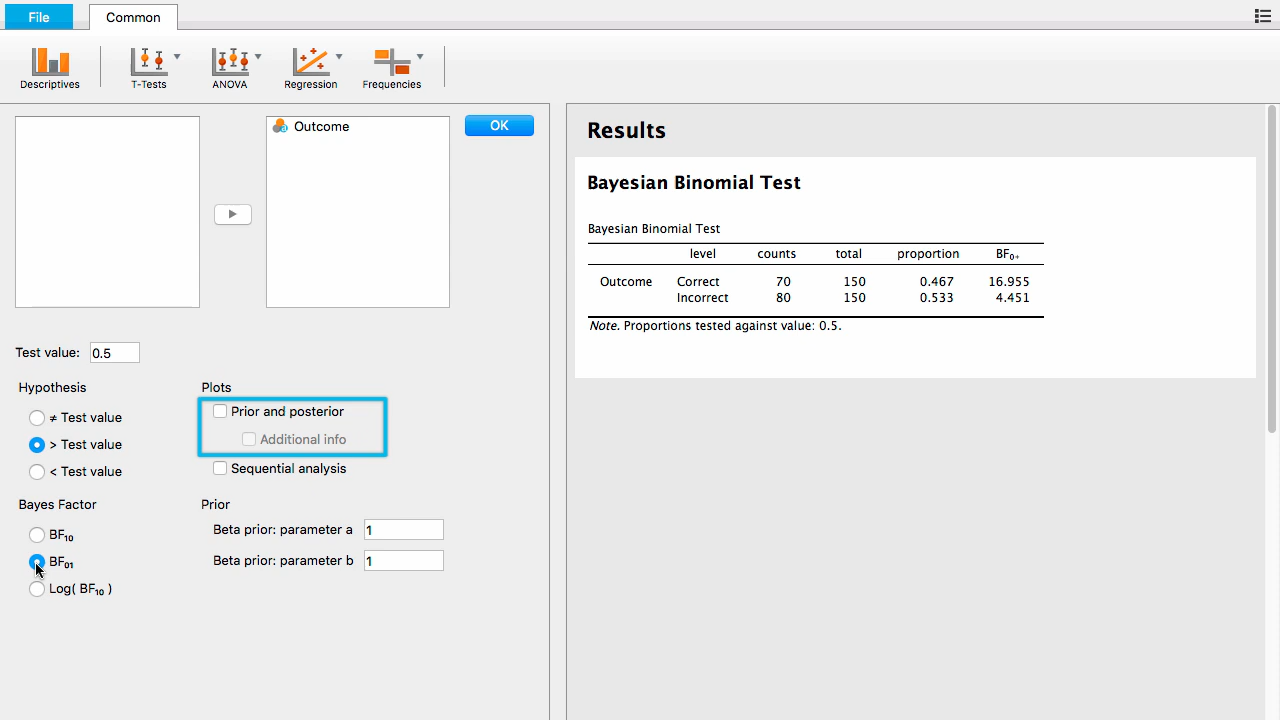 File
Common
Descriptives
T-Tests
ANOVA
Regression
Frequencies
Outcome
OK
Test value: 0.5
Hypothesis
≠ Test value
> Test value
< Test value
Bayes Factor
BF₁₀
BF₀₁
Log( BF₁₀ )
Plots
Prior and posterior
Additional info
Sequential analysis
Prior
Beta prior: parameter a 1
Beta prior: parameter b 1
Results
Bayesian Binomial Test
Bayesian Binomial Test
level counts total proportion BF₀₊
Outcome Correct 70 150 0.467 16.955
Incorrect 80 150 0.533 4.451
Note. Proportions tested against value: 0.5.